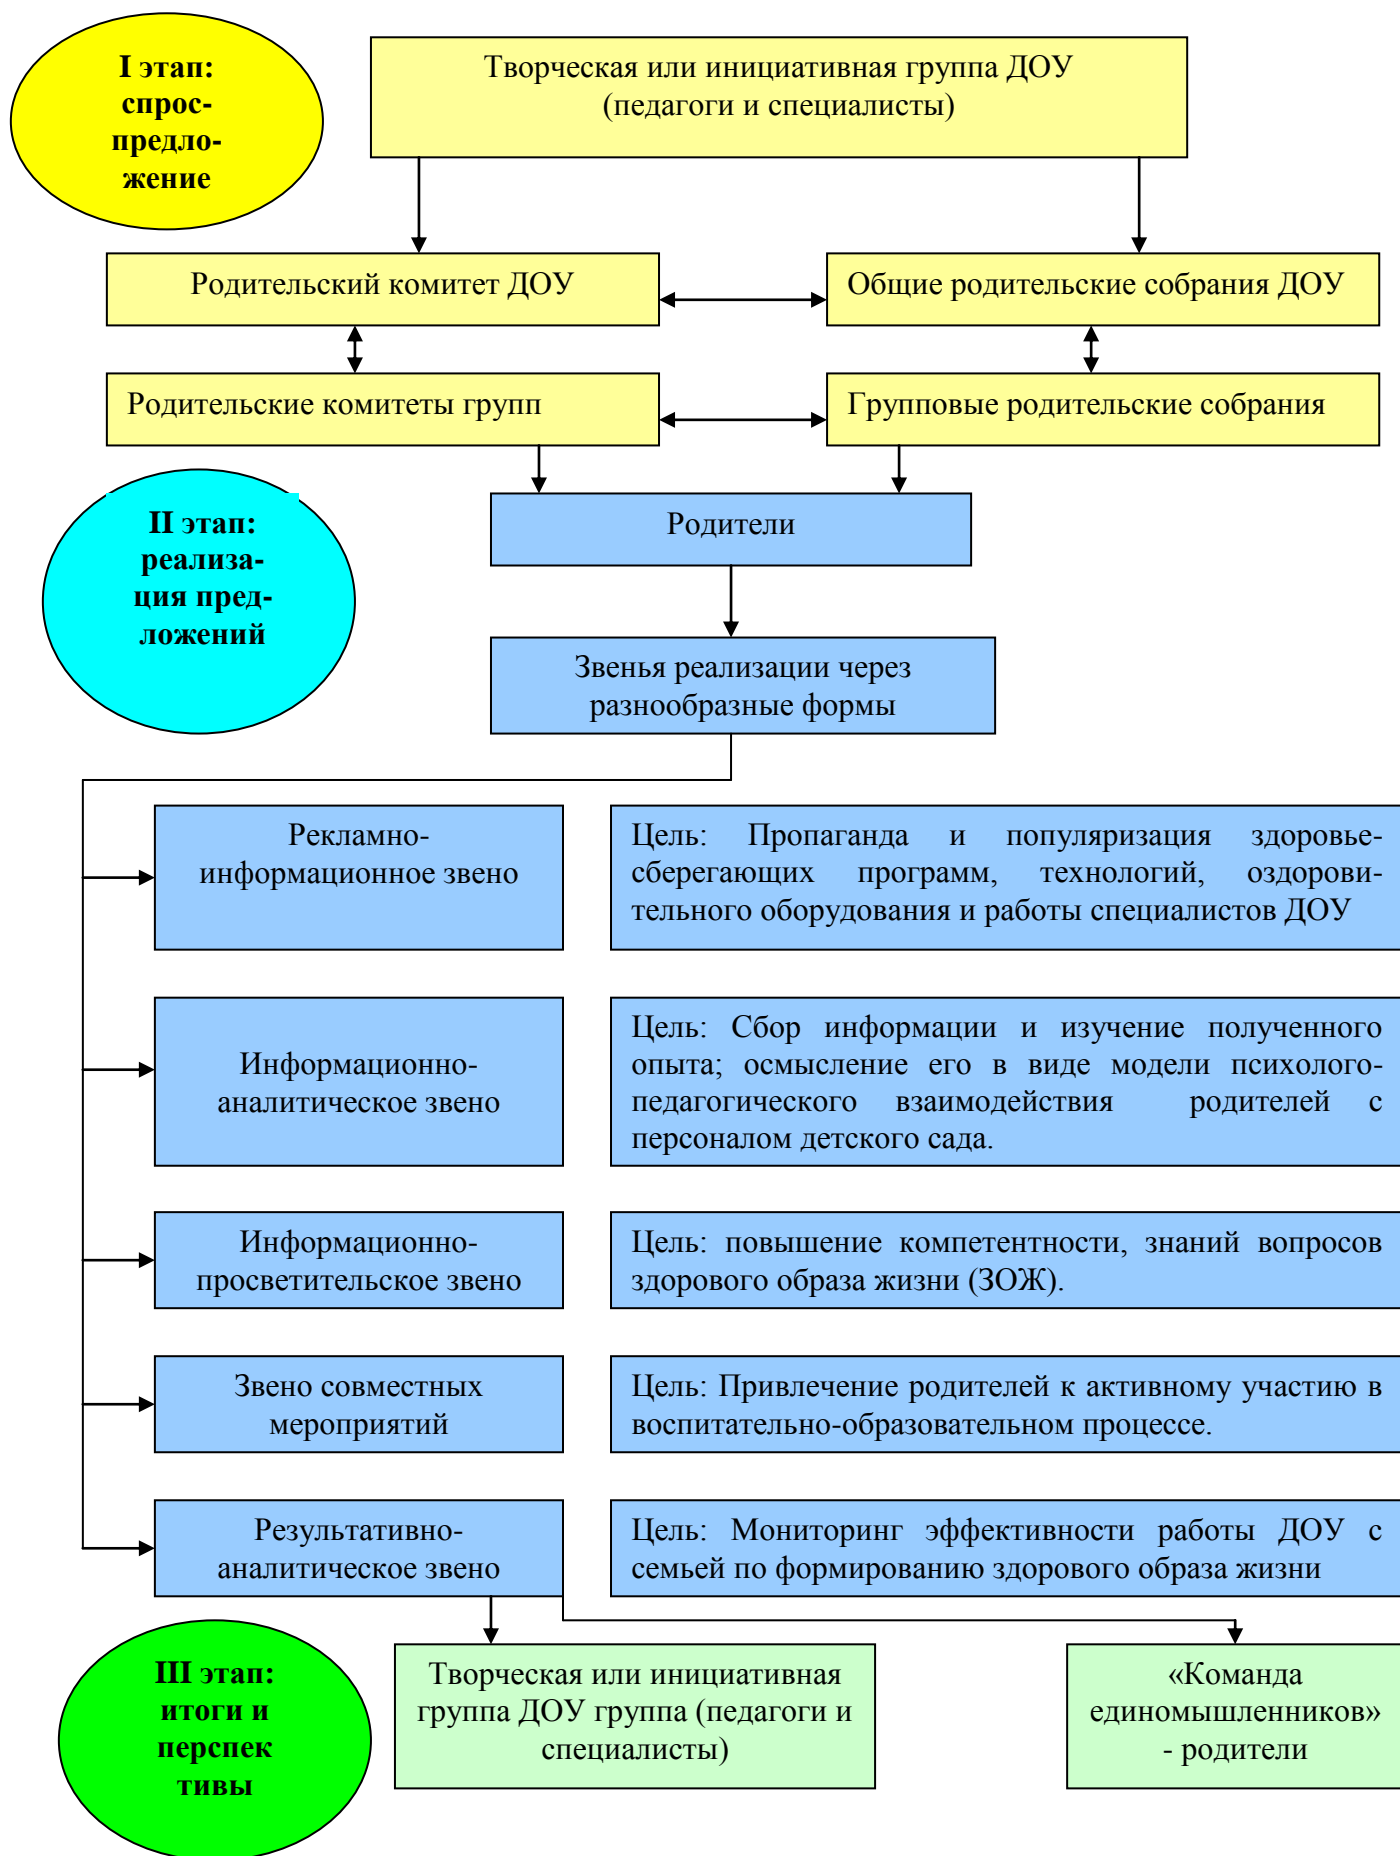 I этап:
спрос-
предло-
жение
Творческая или инициативная группа ДОУ
(педагоги и специалисты)
Родительский комитет ДОУ
Общие родительские собрания ДОУ
Родительские комитеты групп
Групповые родительские собрания
II этап:
реализа-
ция пред-
ложений
Родители
Звенья реализации через
разнообразные формы
Рекламно-
информационное звено
Цель: Пропаганда и популяризация здоровье-
сберегающих программ, технологий, оздорови-
тельного оборудования и работы специалистов ДОУ
Информационно-
аналитическое звено
Цель: Сбор информации и изучение полученного
опыта; осмысление его в виде модели психолого-
педагогического взаимодействия родителей с
персоналом детского сада.
Информационно-
просветительское звено
Цель: повышение компетентности, знаний вопросов
здорового образа жизни (ЗОЖ).
Звено совместных
мероприятий
Цель: Привлечение родителей к активному участию в
воспитательно-образовательном процессе.
Результативно-
аналитическое звено
Цель: Мониторинг эффективности работы ДОУ с
семьей по формированию здорового образа жизни
III этап:
итоги и
перспек
тивы
Творческая или инициативная
группа ДОУ группа (педагоги и
специалисты)
«Команда
единомышленников»
- родители